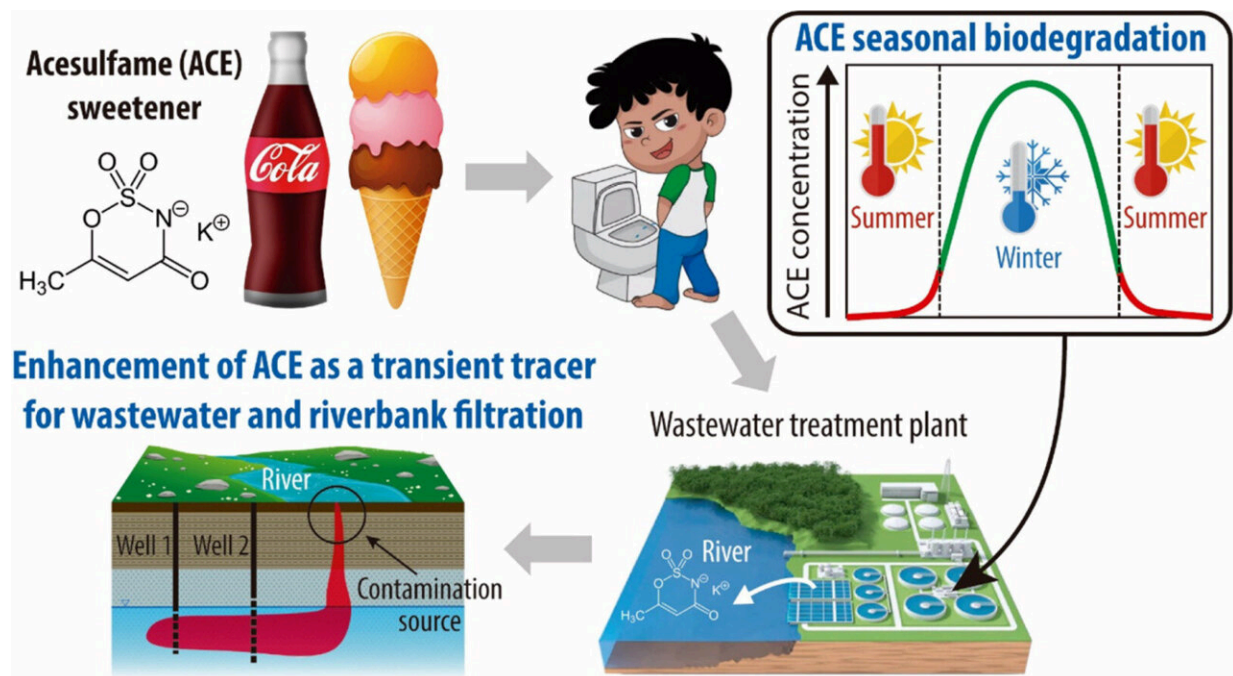 Acesulfame (ACE)
sweetener
O O
S
O N⊖
K⊕
H₃C O
Cola
ACE seasonal biodegradation
ACE concentration
Summer
Winter
Summer
Enhancement of ACE as a transient tracer
for wastewater and riverbank filtration
Wastewater treatment plant
River
Well 1
Well 2
Contamination
source
River
O O
S
O N⊖
K⊕
H₃C O